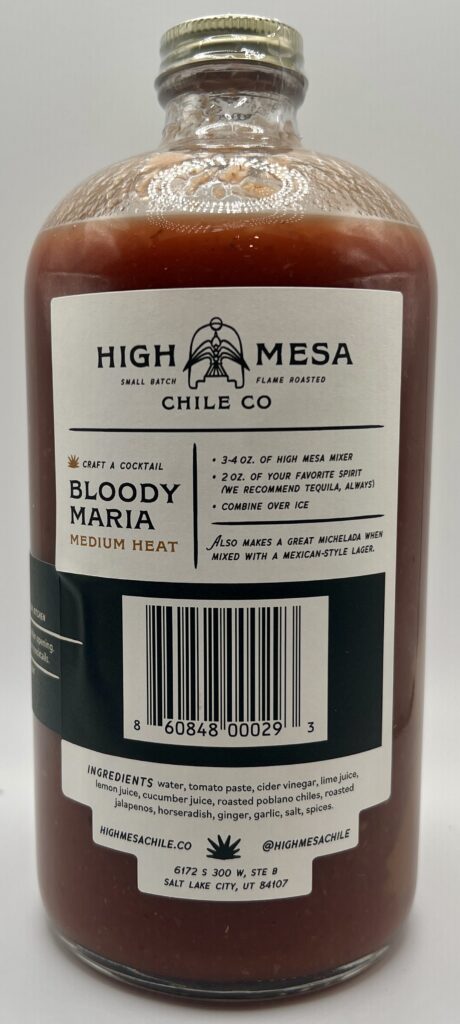 HIGH MESA
SMALL BATCH FLAME ROASTED
CHILE CO
CRAFT A COCKTAIL
BLOODY
MARIA
MEDIUM HEAT
• 3-4 OZ. OF HIGH MESA MIXER
• 2 OZ. OF YOUR FAVORITE SPIRIT
(WE RECOMMEND TEQUILA, ALWAYS)
• COMBINE OVER ICE
ALSO MAKES A GREAT MICHELADA WHEN
MIXED WITH A MEXICAN-STYLE LAGER.
KITCHEN
opening.
8 60848 00029 3
INGREDIENTS water, tomato paste, cider vinegar, lime juice,
lemon juice, cucumber juice, roasted poblano chiles, roasted
jalapenos, horseradish, ginger, garlic, salt, spices.
HIGHMESACHILE.CO @HIGHMESACHILE
6172 S 300 W, STE B
SALT LAKE CITY, UT 84107